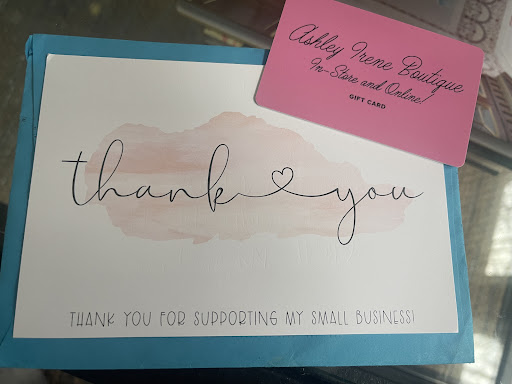 Ashley Irene Boutique
In-Store and Online!
GIFT CARD
thank you
THANK YOU FOR SUPPORTING MY SMALL BUSINESS!